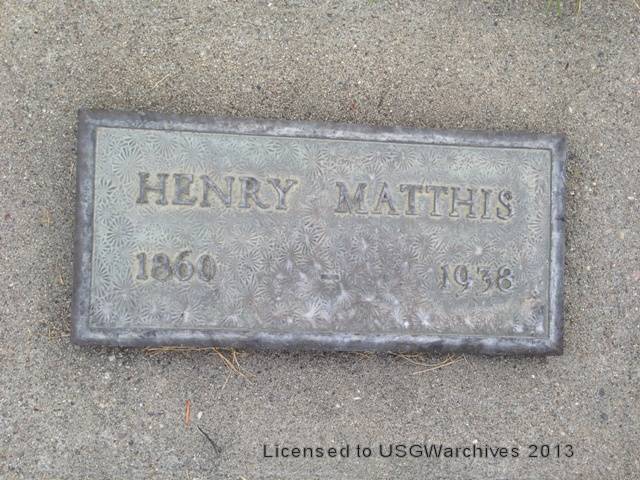 HENRY MATTHIS
1860 - 1938
Licensed to USGWarchives 2013